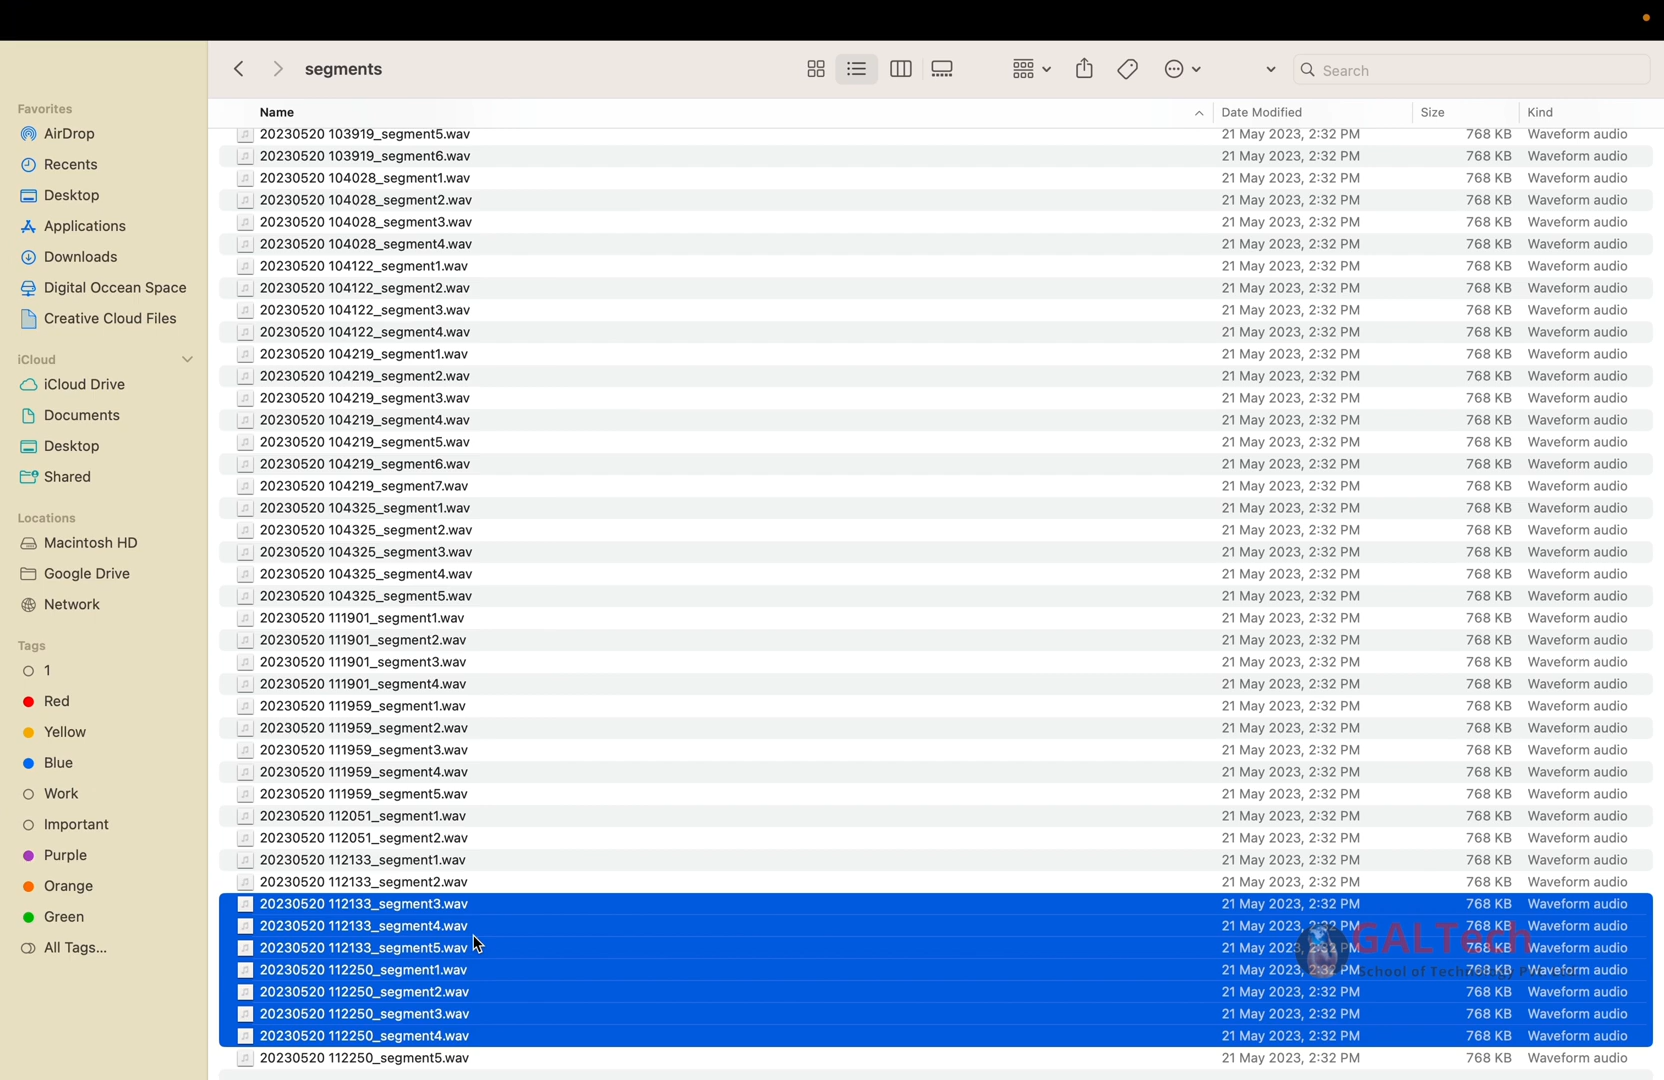 segments
Search
Favorites
AirDrop
Recents
Desktop
Applications
Downloads
Digital Occean Space
Creative Cloud Files
iCloud
iCloud Drive
Documents
Desktop
Shared
Locations
Macintosh HD
Google Drive
Network
Tags
1
Red
Yellow
Blue
Work
Important
Purple
Orange
Green
All Tags...
Name Date Modified Size Kind
20230520 103919_segment5.wav 21 May 2023, 2:32 PM 768 KB Waveform audio
20230520 103919_segment6.wav 21 May 2023, 2:32 PM 768 KB Waveform audio
20230520 104028_segment1.wav 21 May 2023, 2:32 PM 768 KB Waveform audio
20230520 104028_segment2.wav 21 May 2023, 2:32 PM 768 KB Waveform audio
20230520 104028_segment3.wav 21 May 2023, 2:32 PM 768 KB Waveform audio
20230520 104028_segment4.wav 21 May 2023, 2:32 PM 768 KB Waveform audio
20230520 104122_segment1.wav 21 May 2023, 2:32 PM 768 KB Waveform audio
20230520 104122_segment2.wav 21 May 2023, 2:32 PM 768 KB Waveform audio
20230520 104122_segment3.wav 21 May 2023, 2:32 PM 768 KB Waveform audio
20230520 104122_segment4.wav 21 May 2023, 2:32 PM 768 KB Waveform audio
20230520 104219_segment1.wav 21 May 2023, 2:32 PM 768 KB Waveform audio
20230520 104219_segment2.wav 21 May 2023, 2:32 PM 768 KB Waveform audio
20230520 104219_segment3.wav 21 May 2023, 2:32 PM 768 KB Waveform audio
20230520 104219_segment4.wav 21 May 2023, 2:32 PM 768 KB Waveform audio
20230520 104219_segment5.wav 21 May 2023, 2:32 PM 768 KB Waveform audio
20230520 104219_segment6.wav 21 May 2023, 2:32 PM 768 KB Waveform audio
20230520 104219_segment7.wav 21 May 2023, 2:32 PM 768 KB Waveform audio
20230520 104325_segment1.wav 21 May 2023, 2:32 PM 768 KB Waveform audio
20230520 104325_segment2.wav 21 May 2023, 2:32 PM 768 KB Waveform audio
20230520 104325_segment3.wav 21 May 2023, 2:32 PM 768 KB Waveform audio
20230520 104325_segment4.wav 21 May 2023, 2:32 PM 768 KB Waveform audio
20230520 104325_segment5.wav 21 May 2023, 2:32 PM 768 KB Waveform audio
20230520 111901_segment1.wav 21 May 2023, 2:32 PM 768 KB Waveform audio
20230520 111901_segment2.wav 21 May 2023, 2:32 PM 768 KB Waveform audio
20230520 111901_segment3.wav 21 May 2023, 2:32 PM 768 KB Waveform audio
20230520 111901_segment4.wav 21 May 2023, 2:32 PM 768 KB Waveform audio
20230520 111959_segment1.wav 21 May 2023, 2:32 PM 768 KB Waveform audio
20230520 111959_segment2.wav 21 May 2023, 2:32 PM 768 KB Waveform audio
20230520 111959_segment3.wav 21 May 2023, 2:32 PM 768 KB Waveform audio
20230520 111959_segment4.wav 21 May 2023, 2:32 PM 768 KB Waveform audio
20230520 111959_segment5.wav 21 May 2023, 2:32 PM 768 KB Waveform audio
20230520 112051_segment1.wav 21 May 2023, 2:32 PM 768 KB Waveform audio
20230520 112051_segment2.wav 21 May 2023, 2:32 PM 768 KB Waveform audio
20230520 112133_segment1.wav 21 May 2023, 2:32 PM 768 KB Waveform audio
20230520 112133_segment2.wav 21 May 2023, 2:32 PM 768 KB Waveform audio
20230520 112133_segment3.wav 21 May 2023, 2:32 PM 768 KB Waveform audio
20230520 112133_segment4.wav 21 May 2023, 2:32 PM 768 KB Waveform audio
20230520 112133_segment5.wav 21 May 2023, 2:32 PM 768 KB Waveform audio
20230520 112250_segment1.wav 21 May 2023, 2:32 PM 768 KB Waveform audio
20230520 112250_segment2.wav 21 May 2023, 2:32 PM 768 KB Waveform audio
20230520 112250_segment3.wav 21 May 2023, 2:32 PM 768 KB Waveform audio
20230520 112250_segment4.wav 21 May 2023, 2:32 PM 768 KB Waveform audio
20230520 112250_segment5.wav 21 May 2023, 2:32 PM 768 KB Waveform audio
GALTech
School of Technology